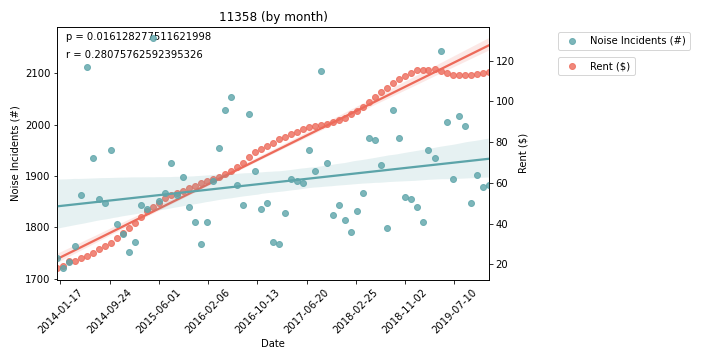 11358 (by month)
p = 0.016128277511621998
r = 0.28075762592395326
Noise Incidents (#)
Rent ($)
Noise Incidents (#)
2100
2000
1900
1800
1700
120
100
80
60
40
20
Rent ($)
2014-01-17
2014-09-24
2015-06-01
2016-02-06
2016-10-13
2017-06-20
2018-02-25
2018-11-02
2019-07-10
Date